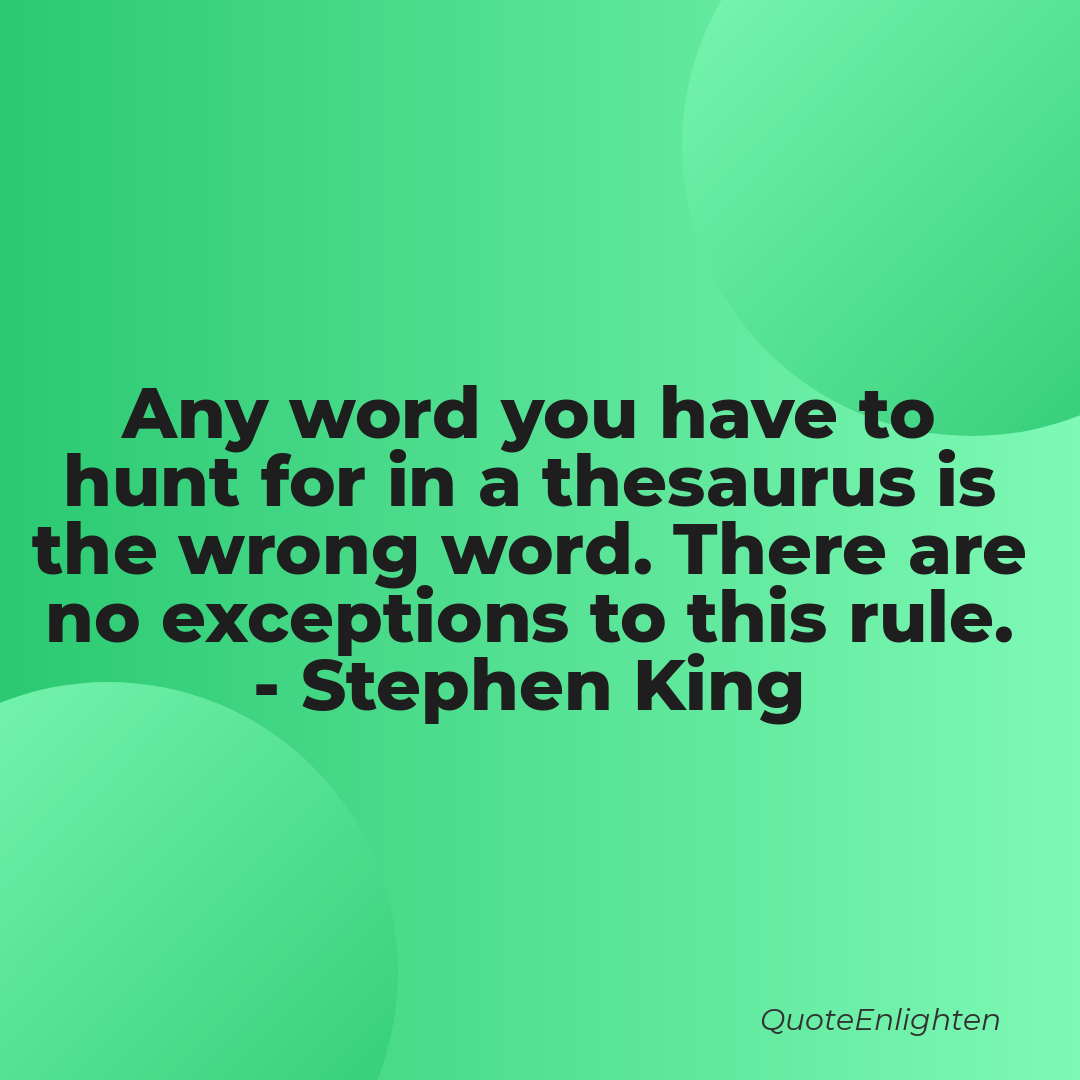 Any word you have to
hunt for in a thesaurus is
the wrong word. There are
no exceptions to this rule.
- Stephen King
QuoteEnlighten